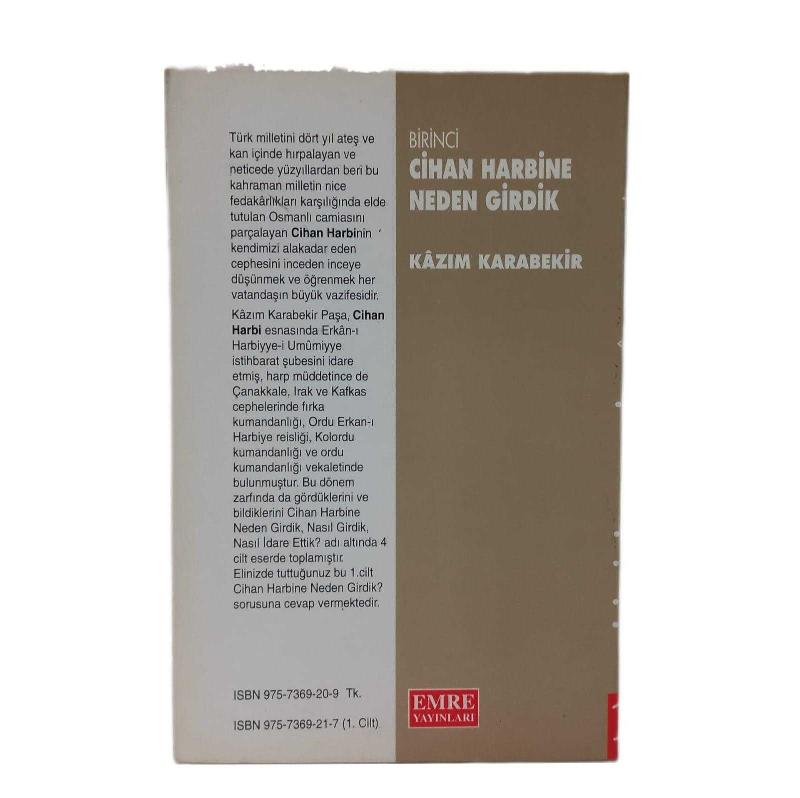 Türk milletini dört yıl ateş ve
kan içinde hırpalayan ve
neticede yüzyıllardan beri bu
kahraman milletin nice
fedakârlıkları karşılığında elde
tutulan Osmanlı camiasını
parçalayan Cihan Harbinin
kendimizi alakadar eden
cephesini inceden inceye
düşünmek ve öğrenmek her
vatandaşın büyük vazifesidir.
Kâzım Karabekir Paşa, Cihan
Harbi esnasında Erkân-ı
Harbiyye-i Umûmiyye
istihbarat şubesini idare
etmiş, harp müddetince de
Çanakkale, Irak ve Kafkas
cephelerinde fırka
kumandanlığı, Ordu Erkan-ı
Harbiye reisliği, Kolordu
kumandanlığı ve ordu
kumandanlığı vekaletinde
bulunmuştur. Bu dönem
zarfında da gördüklerini ve
bildiklerini Cihan Harbine
Neden Girdik, Nasıl Girdik,
Nasıl İdare Ettik? adı altında 4
cilt eserde toplamıştır.
Elinizde tuttuğunuz bu 1.cilt
Cihan Harbine Neden Girdik?
sorusuna cevap vermektedir.
ISBN 975-7369-20-9 Tk.
ISBN 975-7369-21-7 (1. Cilt)
BİRİNCİ
CİHAN HARBİNE
NEDEN GİRDİK
KÂZIM KARABEKİR
EMRE
YAYINLARI